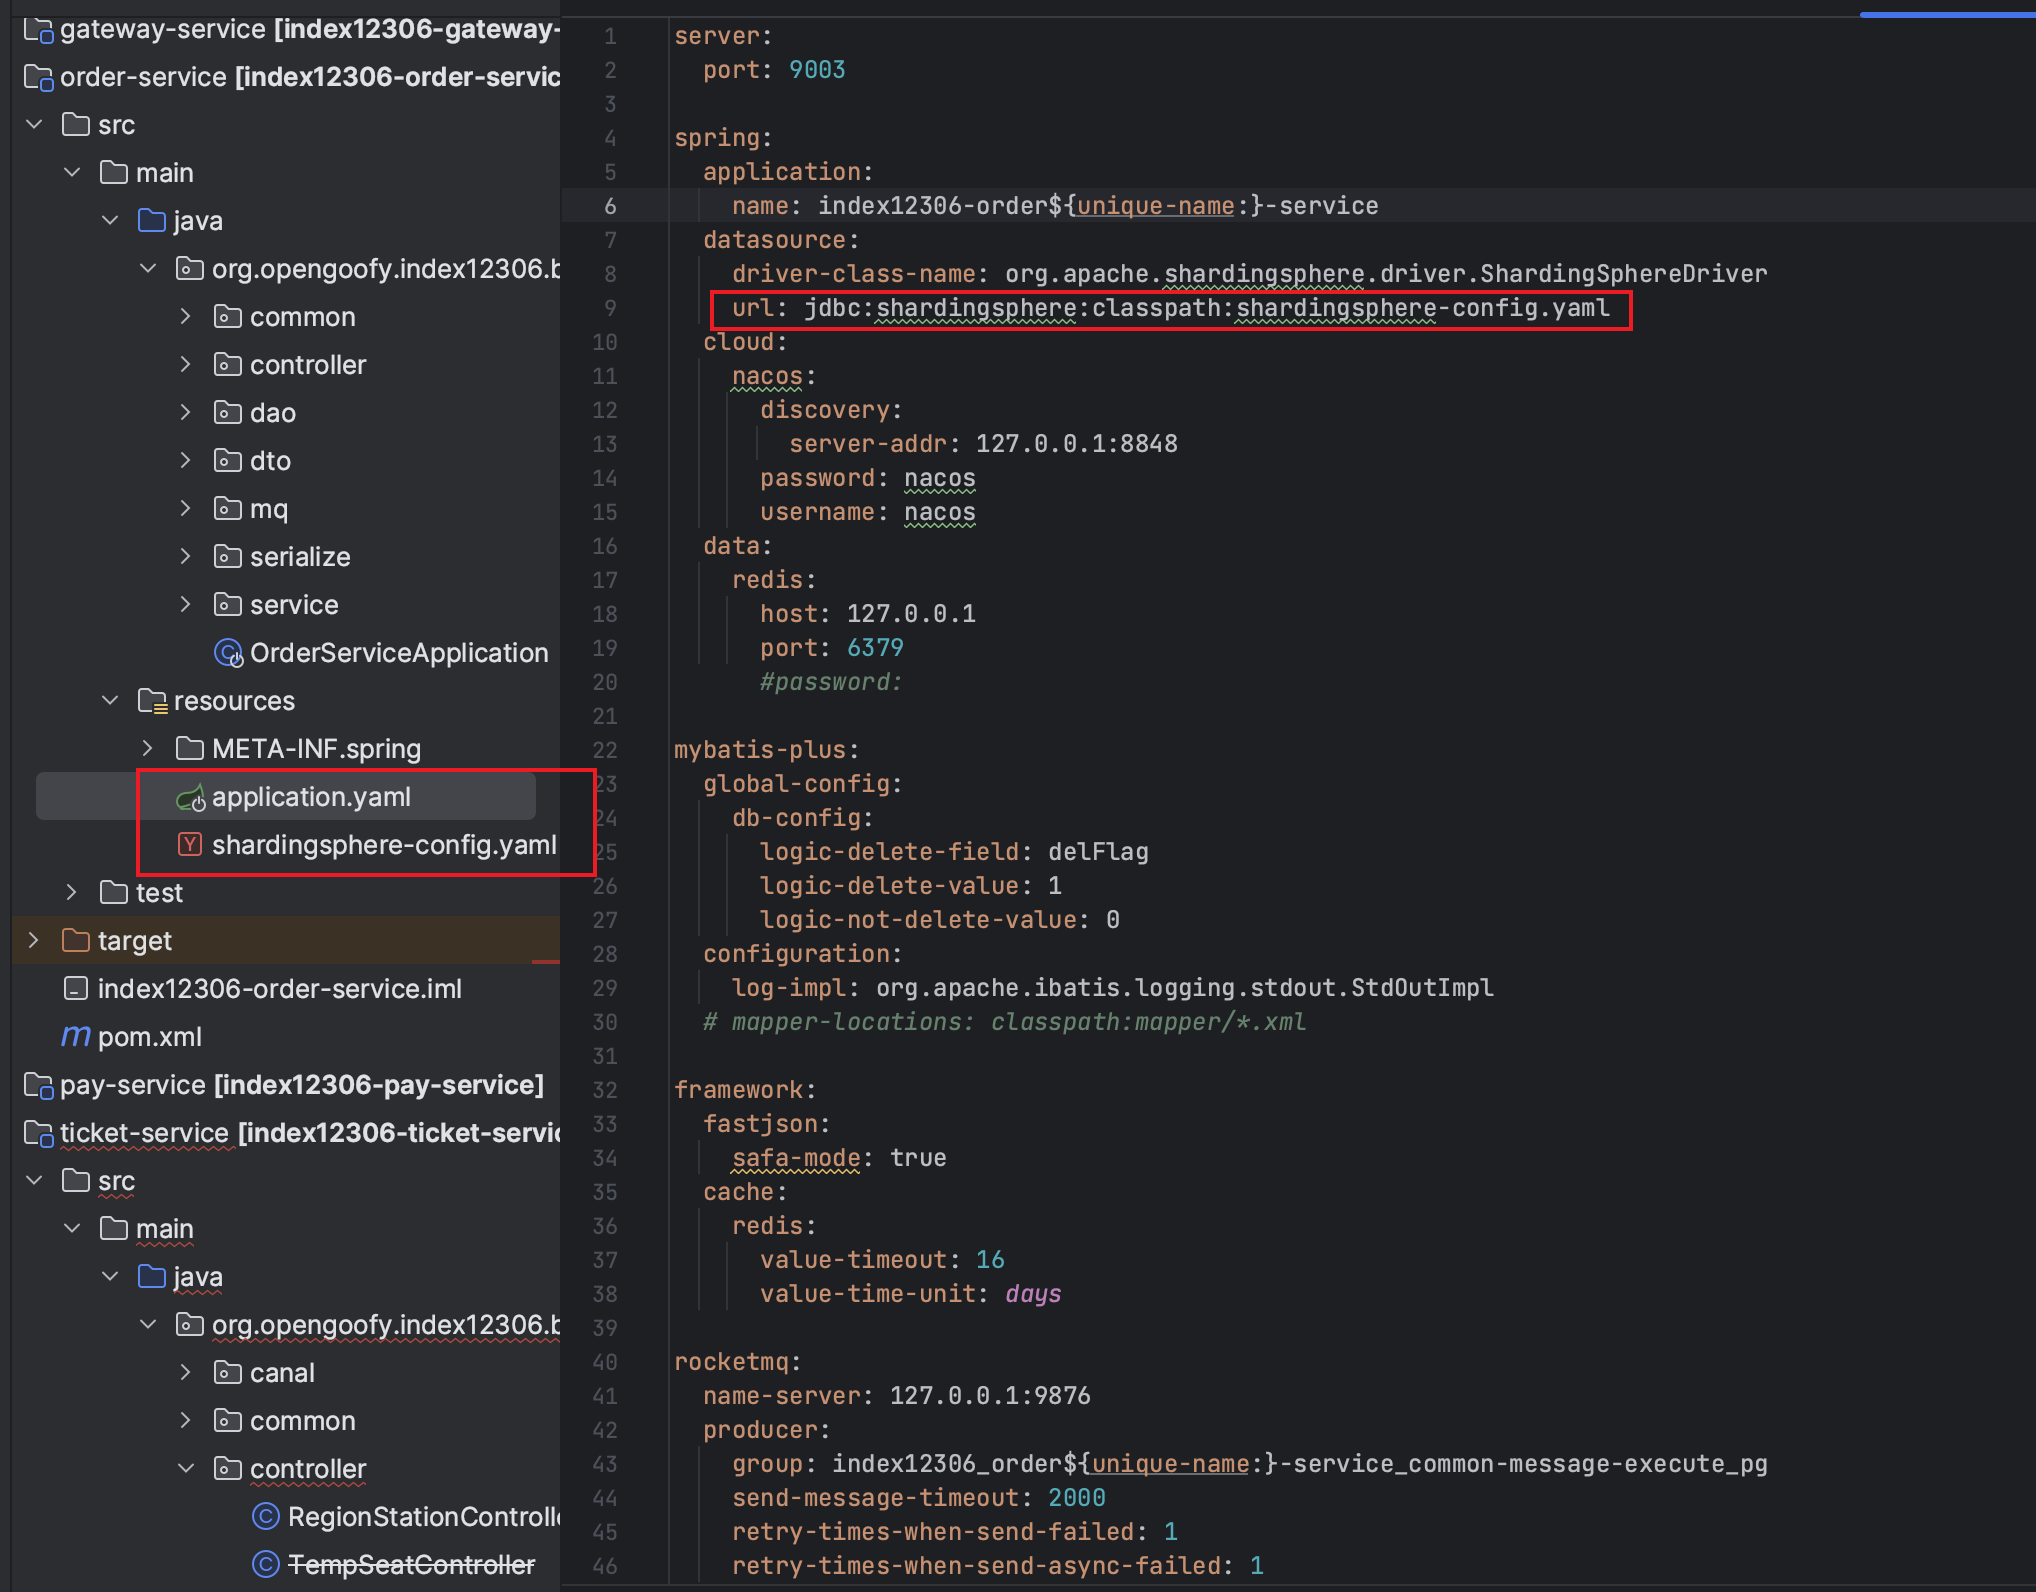 gateway-service [index12306-gateway-
order-service [index12306-order-servic
src
main
java
org.opengoofy.index12306.b
common
controller
dao
dto
mq
serialize
service
OrderServiceApplication
resources
META-INF.spring
application.yaml
shardingsphere-config.yaml
test
target
index12306-order-service.iml
pom.xml
pay-service [index12306-pay-service]
ticket-service [index12306-ticket-servic
src
main
java
org.opengoofy.index12306.b
canal
common
controller
RegionStationControlle
TempSeatController
1 server:
2 port: 9003
3
4 spring:
5 application:
6 name: index12306-order${unique-name:}-service
7 datasource:
8 driver-class-name: org.apache.shardingsphere.driver.ShardingSphereDriver
9 url: jdbc:shardingsphere:classpath:shardingsphere-config.yaml
10 cloud:
11 nacos:
12 discovery:
13 server-addr: 127.0.0.1:8848
14 password: nacos
15 username: nacos
16 data:
17 redis:
18 host: 127.0.0.1
19 port: 6379
20 #password:
21
22 mybatis-plus:
23 global-config:
24 db-config:
25 logic-delete-field: delFlag
26 logic-delete-value: 1
27 logic-not-delete-value: 0
28 configuration:
29 log-impl: org.apache.ibatis.logging.stdout.StdOutImpl
30 # mapper-locations: classpath:mapper/*.xml
31
32 framework:
33 fastjson:
34 safa-mode: true
35 cache:
36 redis:
37 value-timeout: 16
38 value-time-unit: days
39
40 rocketmq:
41 name-server: 127.0.0.1:9876
42 producer:
43 group: index12306_order${unique-name:}-service_common-message-execute_pg
44 send-message-timeout: 2000
45 retry-times-when-send-failed: 1
46 retry-times-when-send-async-failed: 1